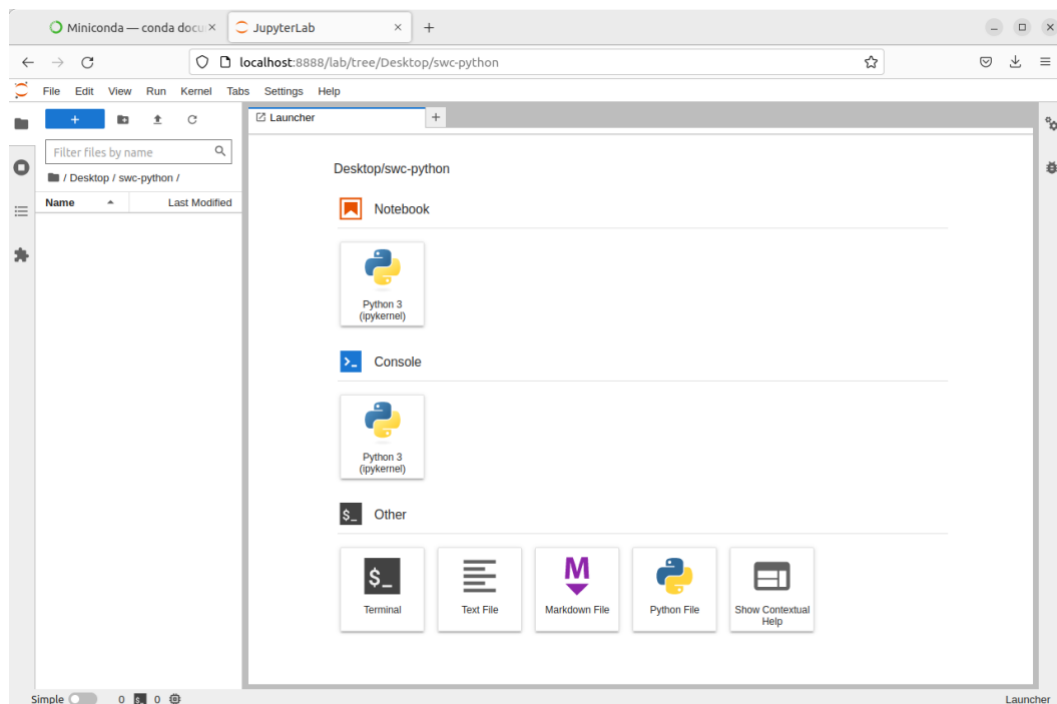 Miniconda — conda docu
JupyterLab
localhost:8888/lab/tree/Desktop/swc-python
File Edit View Run Kernel Tabs Settings Help
Launcher
Filter files by name
/ Desktop / swc-python /
Name Last Modified
Desktop/swc-python
Notebook
Python 3
(ipykernel)
Console
Python 3
(ipykernel)
$_ Other
$_
Terminal
Text File
M
Markdown File
Python File
Show Contextual
Help
Simple 0 $_ 0
Launcher